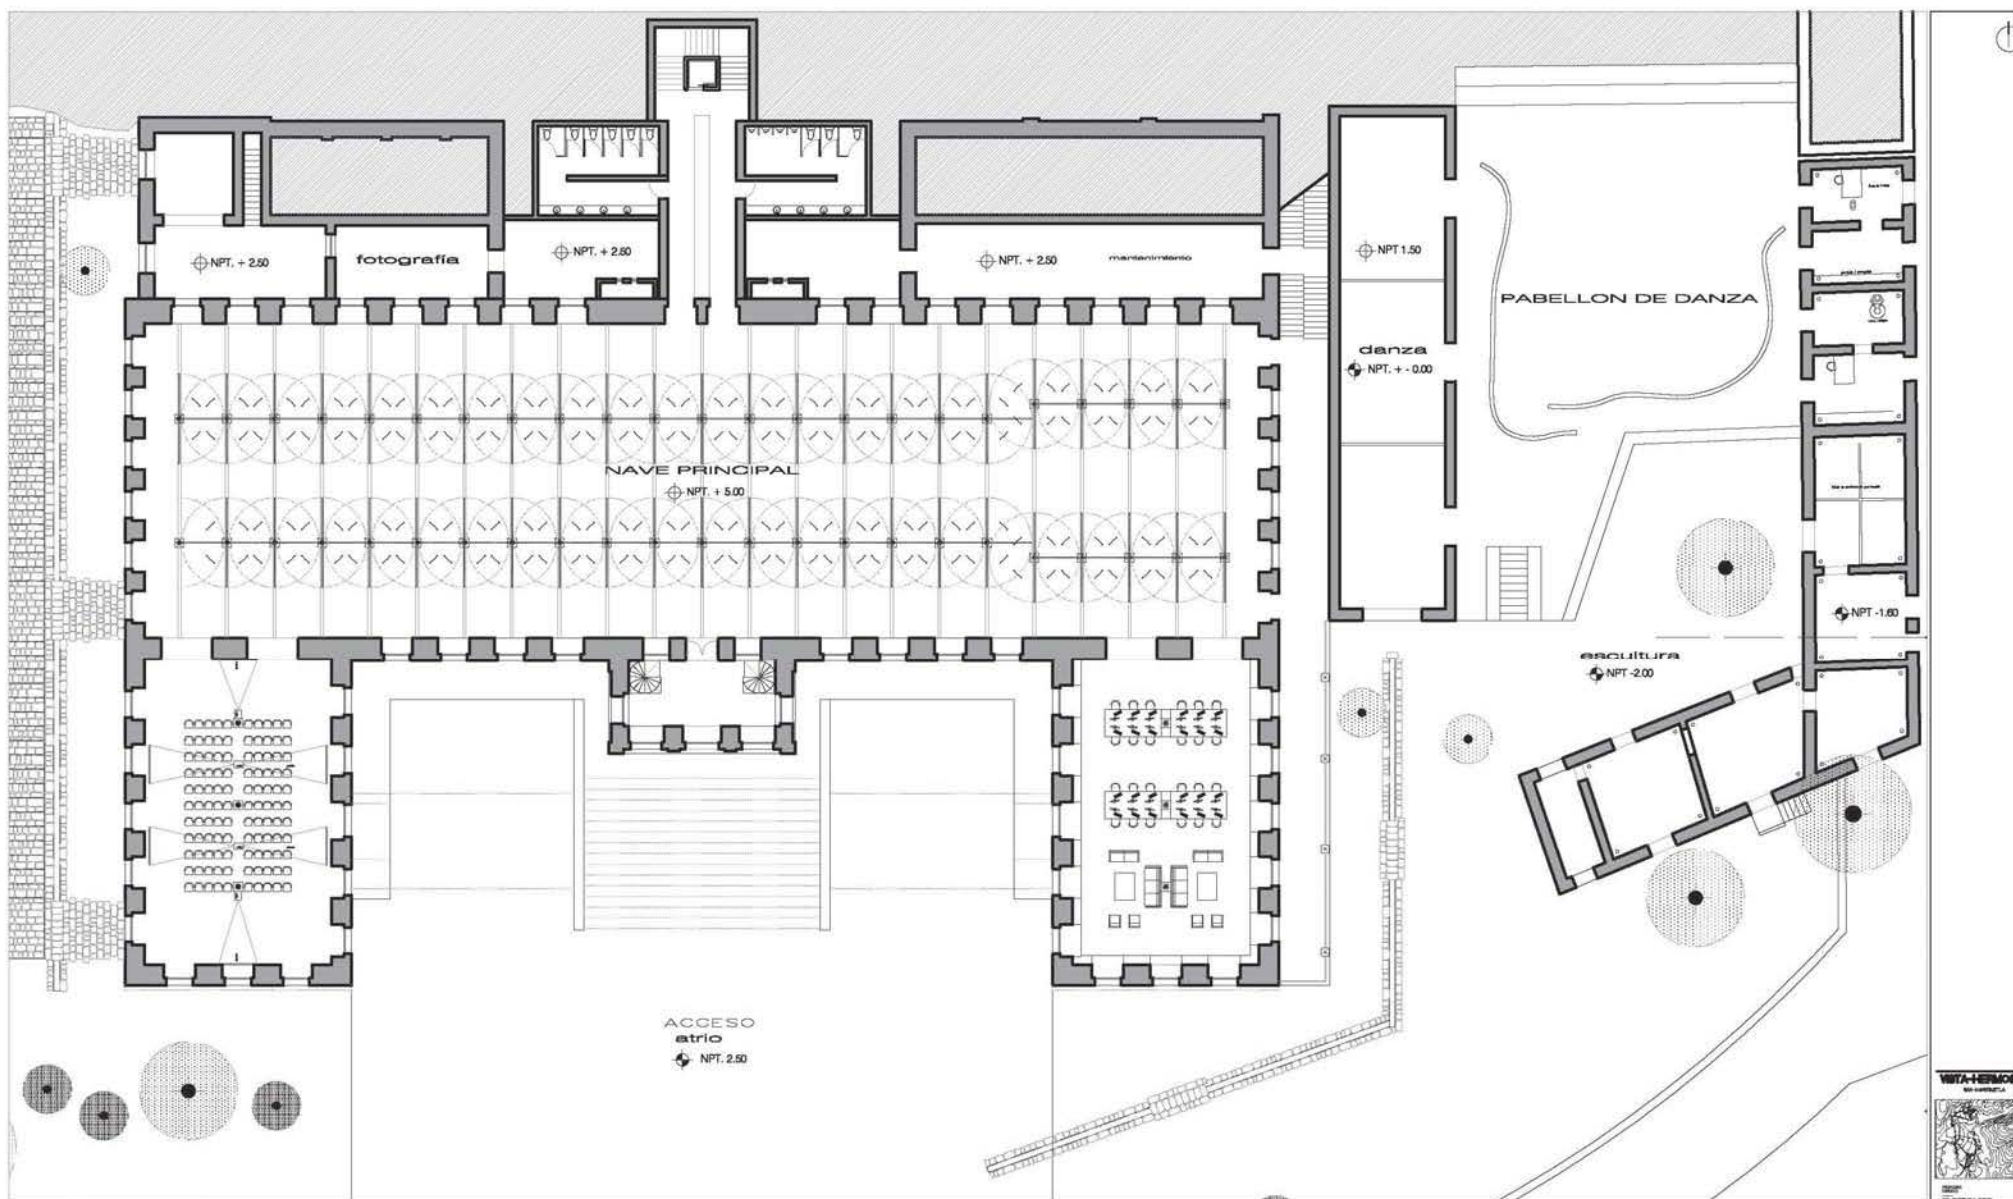 NPT. + 2.50
fotografía
NPT. + 2.50
NPT. + 2.50
mantenimiento
NPT 1.50
PABELLON DE DANZA
danza
NPT. + - 0.00
NAVE PRINCIPAL
NPT. + 5.00
NPT -1.60
escultura
NPT -2.00
ACCESO
atrio
NPT. 2.50